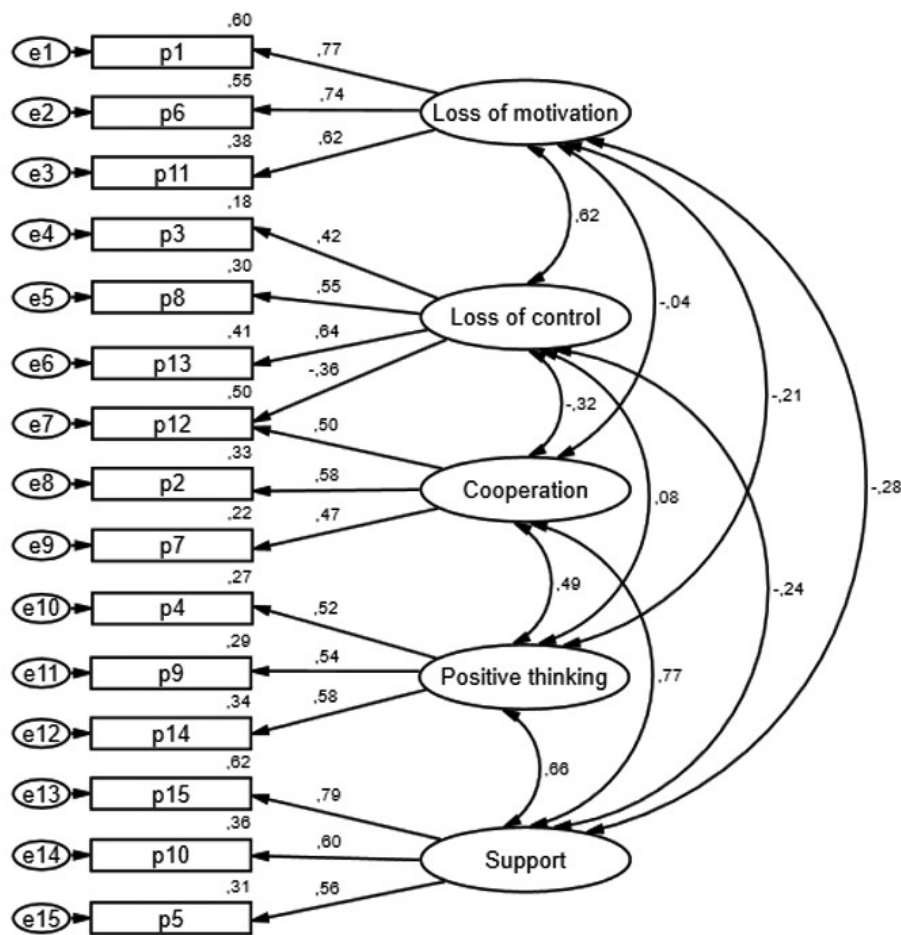 ,60
e1 p1 ,77
,55
e2 p6 ,74 Loss of motivation
,38
e3 p11 ,62
,18
e4 p3 ,42 ,62
,30
e5 p8 ,55 Loss of control -,04
,41
e6 p13 ,64
-,36
,50
e7 p12 ,50 -,32 -,21
,33
e8 p2 ,58 Cooperation ,08 -,28
,22
e9 p7 ,47
,27
e10 p4 ,52 ,49 -,24
,29
e11 p9 ,54 Positive thinking ,77
,34
e12 p14 ,58
,62
e13 p15 ,79 ,66
,36
e14 p10 ,60 Support
,31
e15 p5 ,56